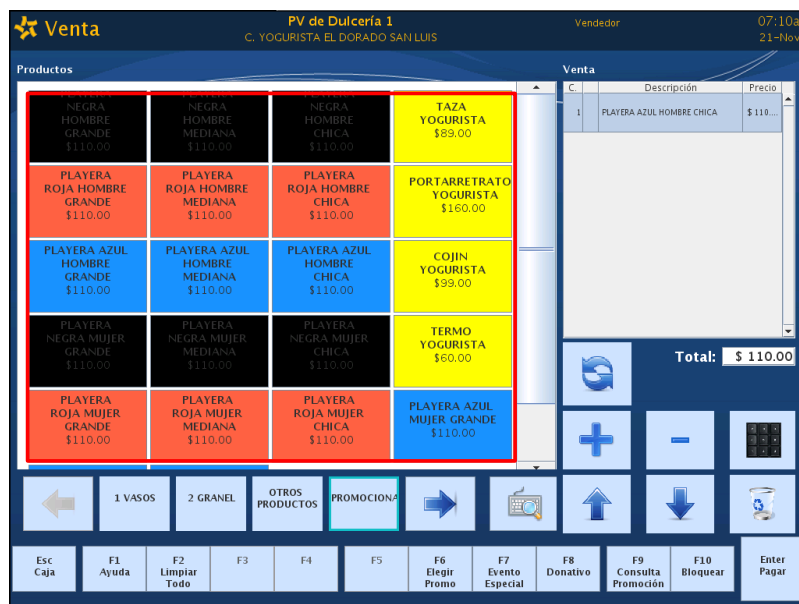 Venta
PV de Dulcería 1
C. YOGURISTA EL DORADO SAN LUIS
Vendedor
07:10a
21-Nov
Productos
NEGRA
HOMBRE
GRANDE
$110.00
NEGRA
HOMBRE
MEDIANA
$110.00
NEGRA
HOMBRE
CHICA
$110.00
TAZA
YOGURISTA
$89.00
PLAYERA
ROJA HOMBRE
GRANDE
$110.00
PLAYERA
ROJA HOMBRE
MEDIANA
$110.00
PLAYERA
ROJA HOMBRE
CHICA
$110.00
PORTARRETRATO
YOGURISTA
$160.00
PLAYERA AZUL
HOMBRE
GRANDE
$110.00
PLAYERA AZUL
HOMBRE
MEDIANA
$110.00
PLAYERA AZUL
HOMBRE
CHICA
$110.00
COJIN
YOGURISTA
$99.00
PLAYERA
NEGRA MUJER
GRANDE
$110.00
PLAYERA
NEGRA MUJER
MEDIANA
$110.00
PLAYERA
NEGRA MUJER
CHICA
$110.00
TERMO
YOGURISTA
$60.00
PLAYERA
ROJA MUJER
GRANDE
$110.00
PLAYERA
ROJA MUJER
MEDIANA
$110.00
PLAYERA
ROJA MUJER
CHICA
$110.00
PLAYERA AZUL
MUJER GRANDE
$110.00
Venta
C. Descripción Precio
1 PLAYERA AZUL HOMBRE CHICA $ 110....
Total: $ 110.00
1 VASOS
2 GRANEL
OTROS
PRODUCTOS
PROMOCIONA
Esc
Caja
F1
Ayuda
F2
Limpiar
Todo
F3
F4
F5
F6
Elegir
Promo
F7
Evento
Especial
F8
Donativo
F9
Consulta
Promoción
F10
Bloquear
Enter
Pagar